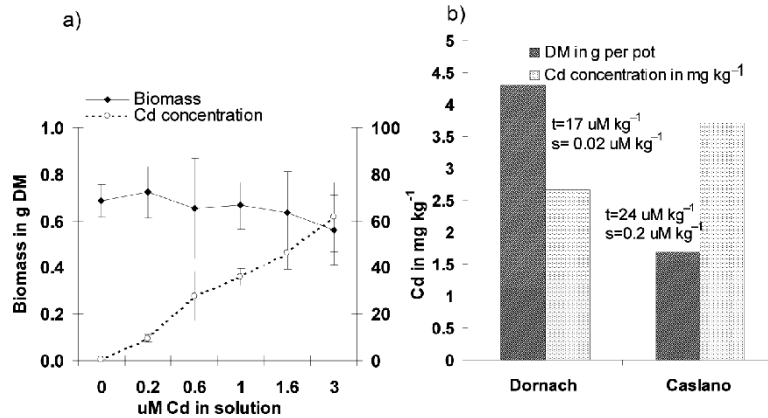 a)
Biomass
Cd concentration
1.0
0.8
0.6
0.4
0.2
0.0
Biomass in g DM
100
80
60
40
20
0
0 0.2 0.6 1 1.6 3
uM Cd in solution
b)
DM in g per pot
Cd concentration in mg kg⁻¹
5
4.5
4
3.5
3
2.5
2
1.5
1
0.5
0
Cd in mg kg⁻¹
t=17 uM kg⁻¹
s= 0.02 uM kg⁻¹
t=24 uM kg⁻¹
s=0.2 uM kg⁻¹
Dornach Caslano